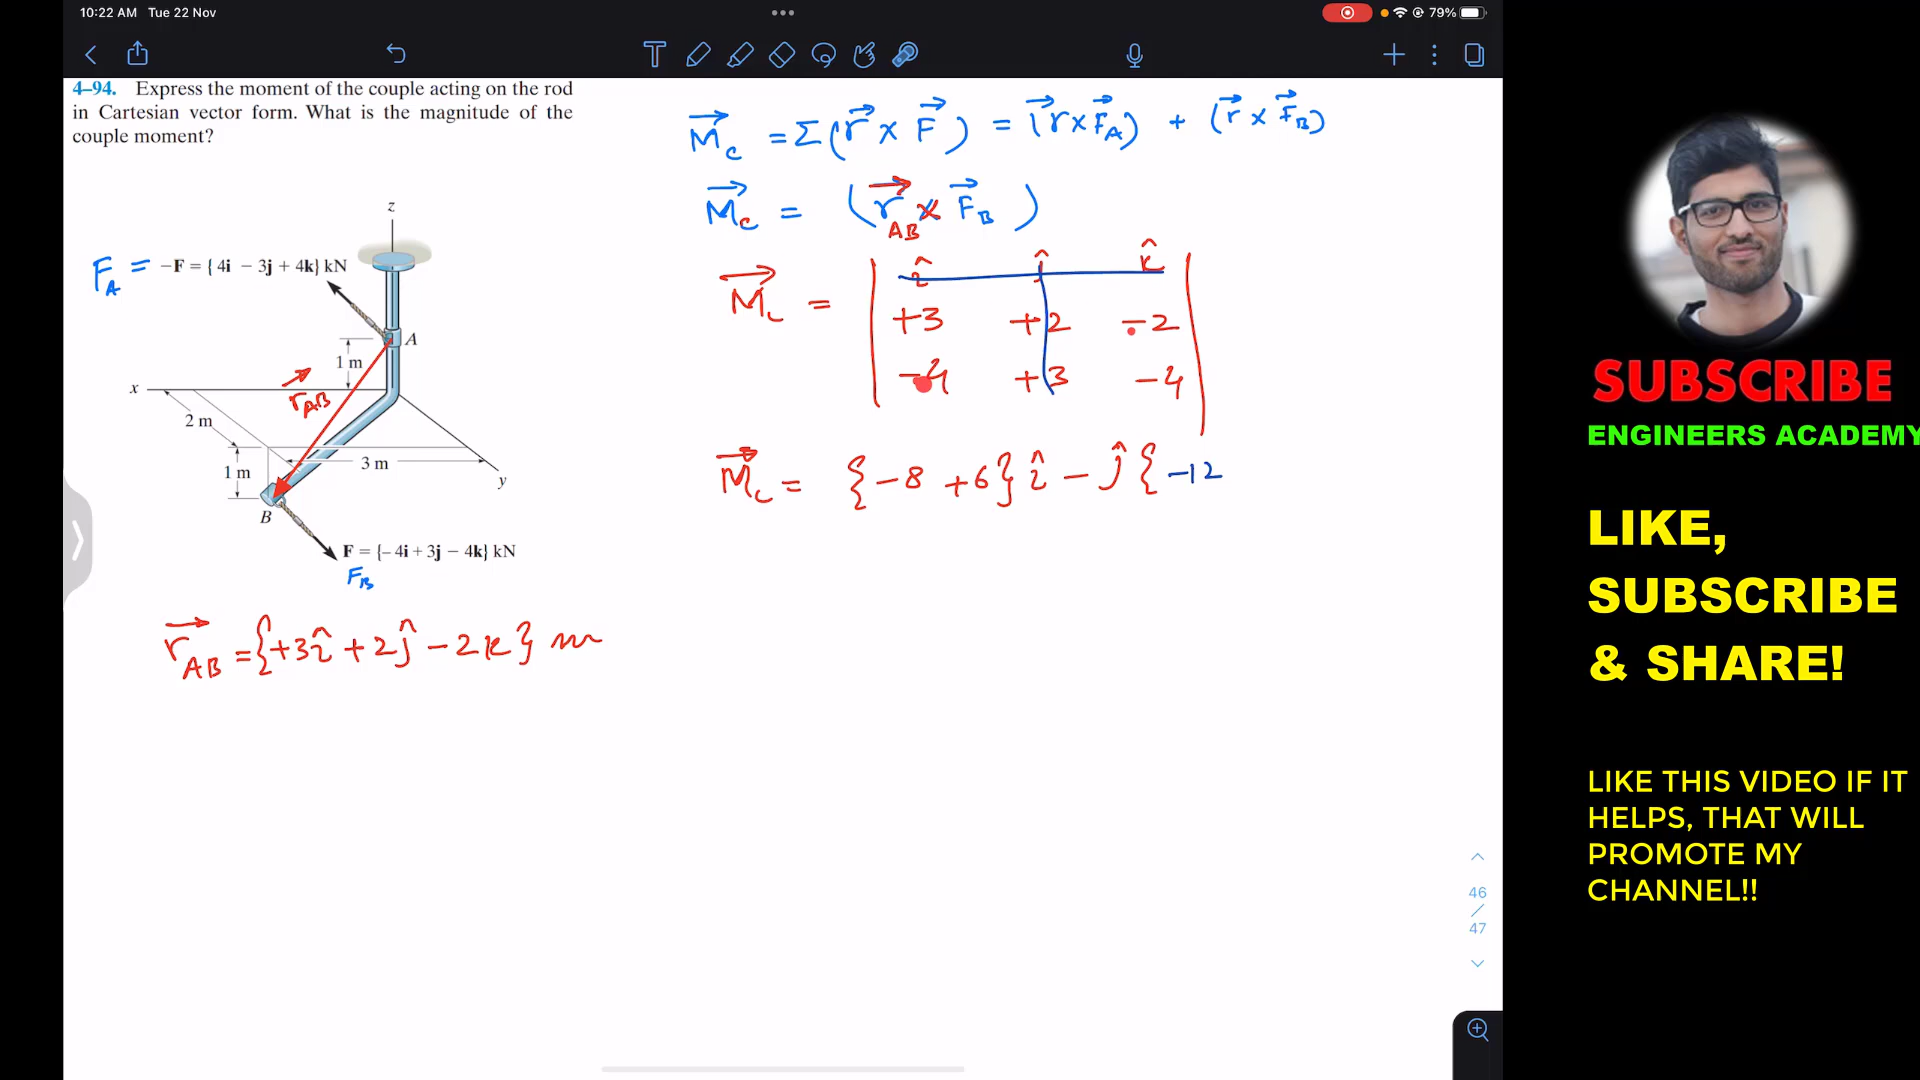 10:22 AM Tue 22 Nov
79%
4–94. Express the moment of the couple acting on the rod
in Cartesian vector form. What is the magnitude of the
couple moment?
M_C = Σ(r × F) = (r × F_A) + (r × F_B)
M_C = (r_AB × F_B)
M_C = | î ĵ k̂ |
+3 +2 −2
−4 +3 −4
M_C = {−8 +6} î − ĵ {−12
z
F_A = −F = { 4i − 3j + 4k} kN
A
1 m
x
r_AB
2 m
1 m
3 m
y
B
F = {– 4i + 3j − 4k} kN
F_B
r_AB = {+3î + 2ĵ − 2k} m
46
/
47
SUBSCRIBE
ENGINEERS ACADEMY
LIKE,
SUBSCRIBE
& SHARE!
LIKE THIS VIDEO IF IT
HELPS, THAT WILL
PROMOTE MY
CHANNEL!!